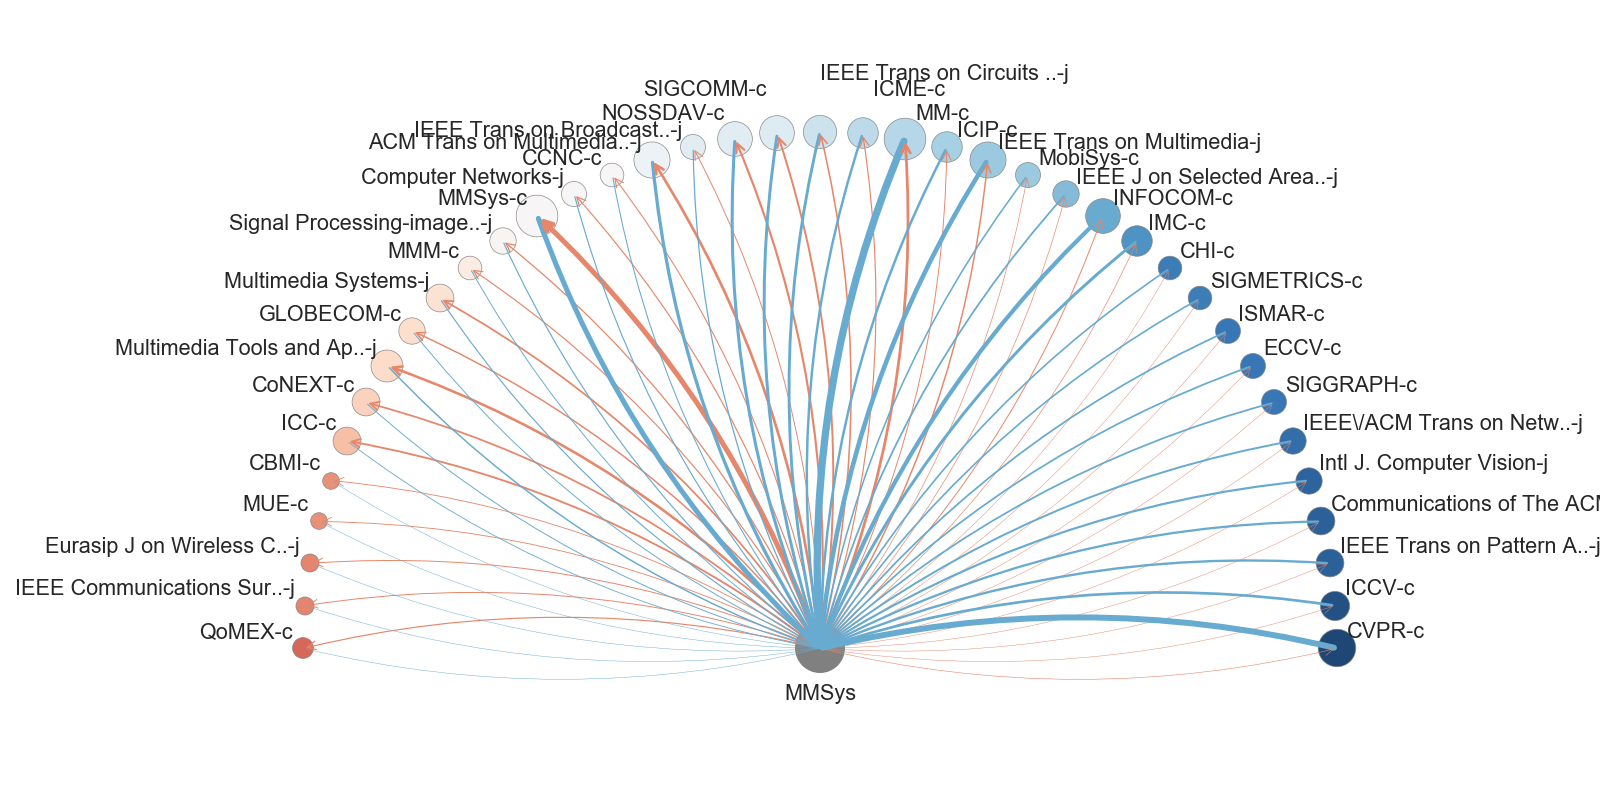 IEEE Trans on Circuits ..-j
SIGCOMM-c
ICME-c
NOSSDAV-c
MM-c
IEEE Trans on Broadcast..-j
ICIP-c
ACM Trans on Multimedia..-j
IEEE Trans on Multimedia-j
CCNC-c
MobiSys-c
Computer Networks-j
IEEE J on Selected Area..-j
MMSys-c
INFOCOM-c
Signal Processing-image..-j
IMC-c
MMM-c
CHI-c
Multimedia Systems-j
SIGMETRICS-c
GLOBECOM-c
ISMAR-c
Multimedia Tools and Ap..-j
ECCV-c
CoNEXT-c
SIGGRAPH-c
ICC-c
IEEE\/ACM Trans on Netw..-j
CBMI-c
Intl J. Computer Vision-j
MUE-c
Communications of The ACM
Eurasip J on Wireless C..-j
IEEE Trans on Pattern A..-j
IEEE Communications Sur..-j
ICCV-c
QoMEX-c
CVPR-c
MMSys